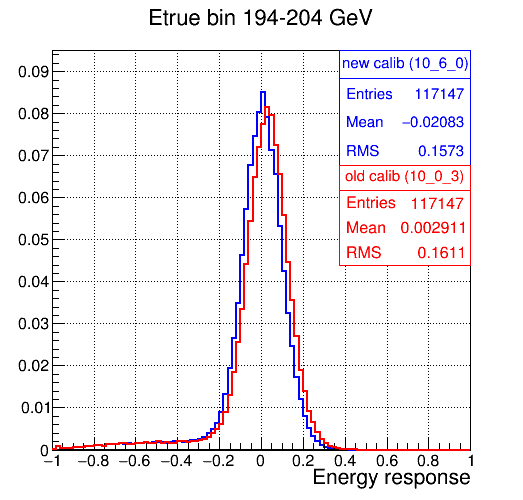 Etrue bin 194-204 GeV
new calib (10_6_0)
Entries 117147
Mean −0.02083
RMS 0.1573
old calib (10_0_3)
Entries 117147
Mean 0.002911
RMS 0.1611
0.09
0.08
0.07
0.06
0.05
0.04
0.03
0.02
0.01
0
−1 −0.8 −0.6 −0.4 −0.2 0 0.2 0.4 0.6 0.8 1
Energy response